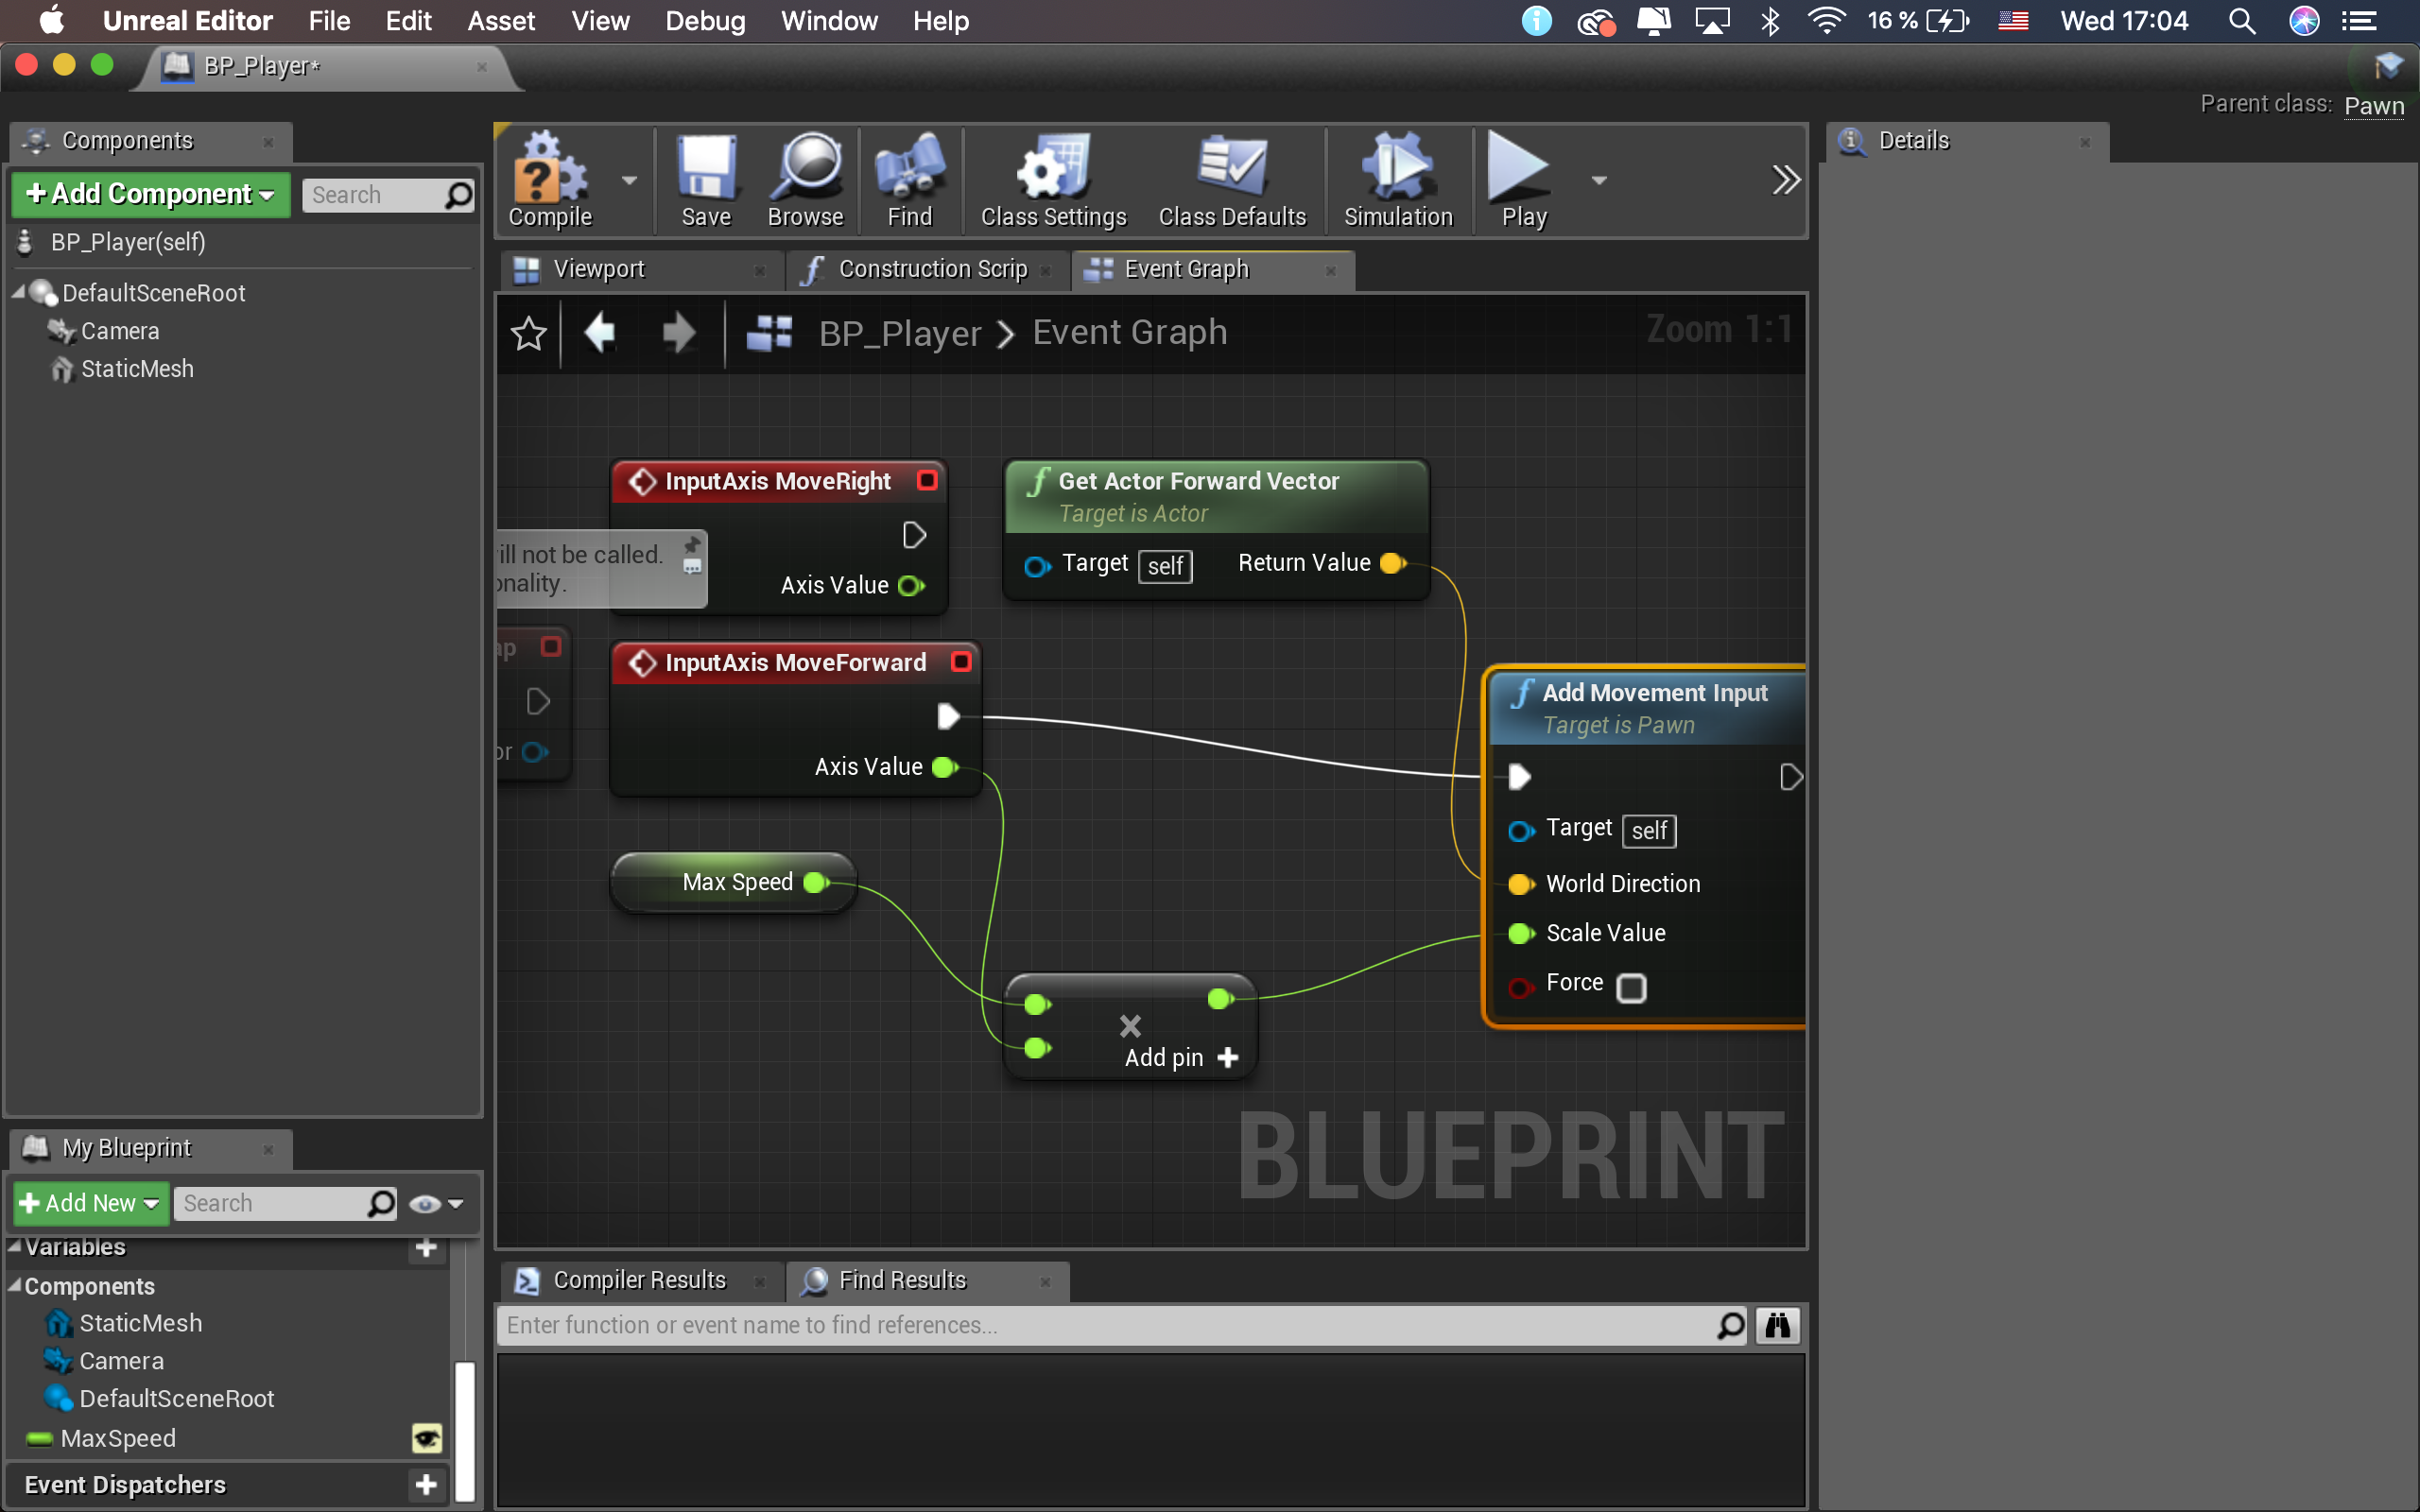 Unreal Editor File Edit Asset View Debug Window Help 16 % Wed 17:04
BP_Player*
Parent class: Pawn
Components
Details
+ Add Component Search
Compile Save Browse Find Class Settings Class Defaults Simulation Play
BP_Player(self)
DefaultSceneRoot
Camera
StaticMesh
Viewport Construction Scrip Event Graph
BP_Player > Event Graph Zoom 1:1
InputAxis MoveRight
Axis Value
Get Actor Forward Vector
Target is Actor
Target self Return Value
ill not be called.
onality.
ap
or
InputAxis MoveForward
Axis Value
Add Movement Input
Target is Pawn
Target self
World Direction
Scale Value
Force
Max Speed
Add pin +
BLUEPRINT
My Blueprint
+ Add New Search
Variables
Components
StaticMesh
Camera
DefaultSceneRoot
MaxSpeed
Event Dispatchers
Compiler Results Find Results
Enter function or event name to find references...